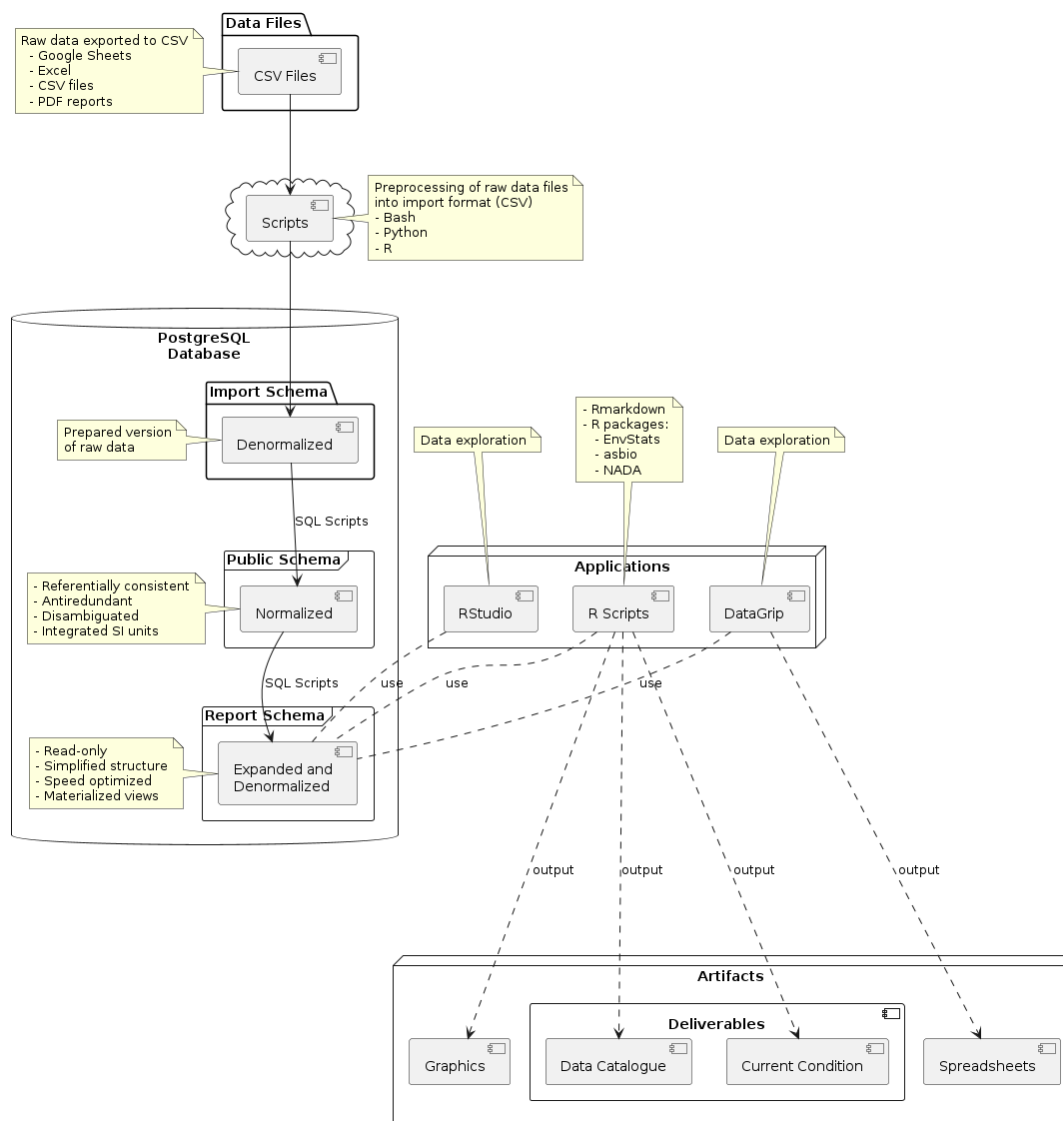 Data Files
Raw data exported to CSV
- Google Sheets
- Excel
- CSV files
- PDF reports
CSV Files
Scripts
Preprocessing of raw data files
into import format (CSV)
- Bash
- Python
- R
PostgreSQL
Database
Import Schema
Prepared version
of raw data
Denormalized
SQL Scripts
Public Schema
- Referentially consistent
- Antiredundant
- Disambiguated
- Integrated SI units
Normalized
SQL Scripts
Report Schema
- Read-only
- Simplified structure
- Speed optimized
- Materialized views
Expanded and
Denormalized
Data exploration
- Rmarkdown
- R packages:
- EnvStats
- asbio
- NADA
Data exploration
Applications
RStudio
R Scripts
DataGrip
use
use
use
output
output
output
output
Artifacts
Deliverables
Graphics
Data Catalogue
Current Condition
Spreadsheets